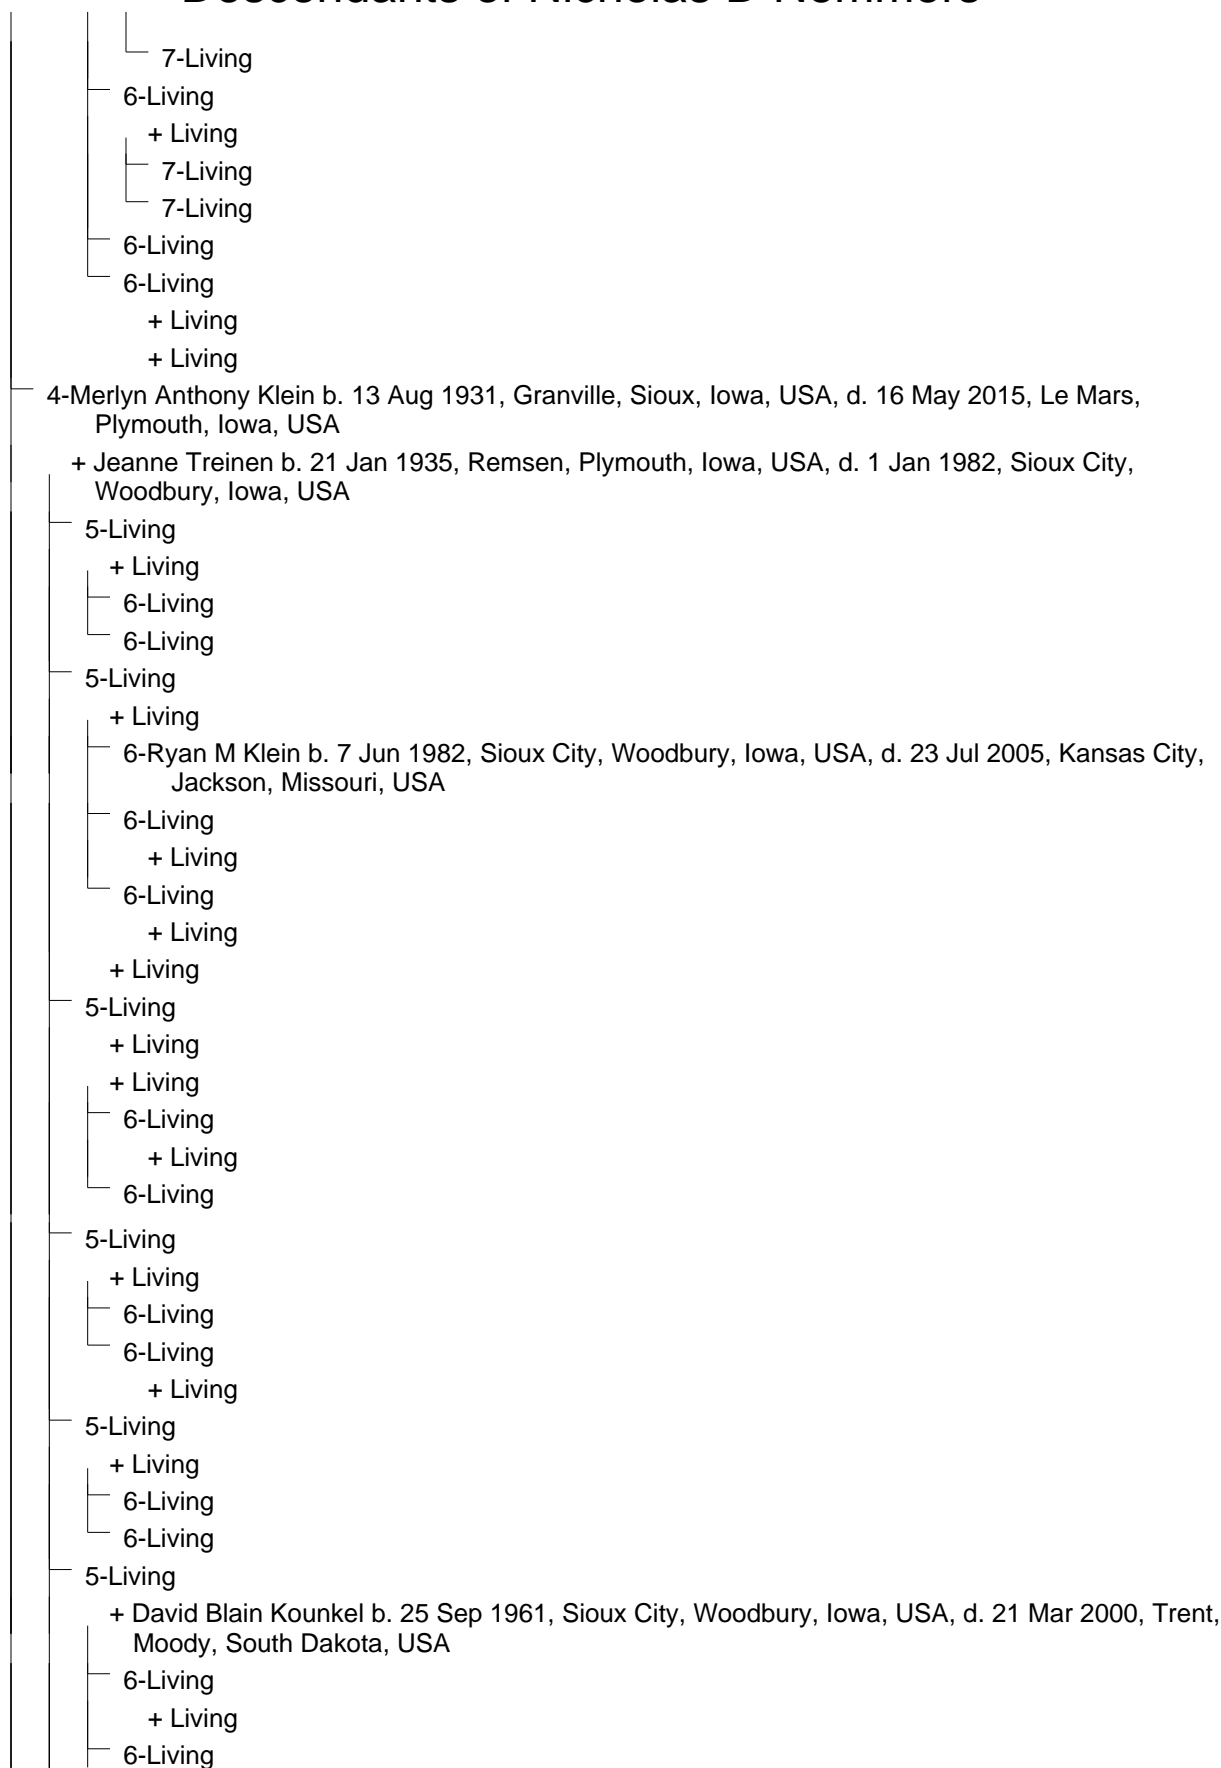 Descendants of Nicholas B Nemmers
7-Living
6-Living
+ Living
7-Living
7-Living
6-Living
6-Living
+ Living
+ Living
4-Merlyn Anthony Klein b. 13 Aug 1931, Granville, Sioux, Iowa, USA, d. 16 May 2015, Le Mars,
Plymouth, Iowa, USA
+ Jeanne Treinen b. 21 Jan 1935, Remsen, Plymouth, Iowa, USA, d. 1 Jan 1982, Sioux City,
Woodbury, Iowa, USA
5-Living
+ Living
6-Living
6-Living
5-Living
+ Living
6-Ryan M Klein b. 7 Jun 1982, Sioux City, Woodbury, Iowa, USA, d. 23 Jul 2005, Kansas City,
Jackson, Missouri, USA
6-Living
+ Living
6-Living
+ Living
+ Living
5-Living
+ Living
+ Living
6-Living
+ Living
6-Living
5-Living
+ Living
6-Living
6-Living
+ Living
5-Living
+ Living
6-Living
6-Living
5-Living
+ David Blain Kounkel b. 25 Sep 1961, Sioux City, Woodbury, Iowa, USA, d. 21 Mar 2000, Trent,
Moody, South Dakota, USA
6-Living
+ Living
6-Living